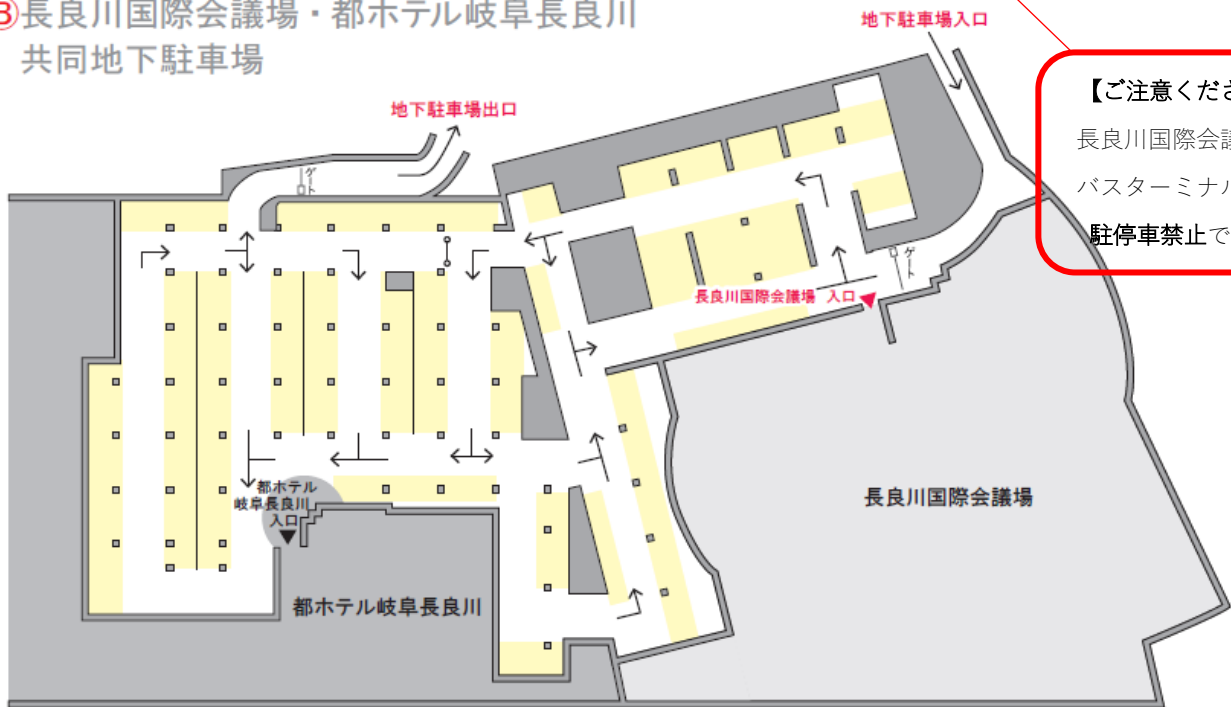 ③長良川国際会議場・都ホテル岐阜長良川
共同地下駐車場
地下駐車場入口
【ご注意くださ
長良川国際会議
バスターミナル
駐停車禁止で
地下駐車場出口
ゲート
ゲート
長良川国際会議場 入口
都ホテル
岐阜長良川
入口
長良川国際会議場
都ホテル岐阜長良川